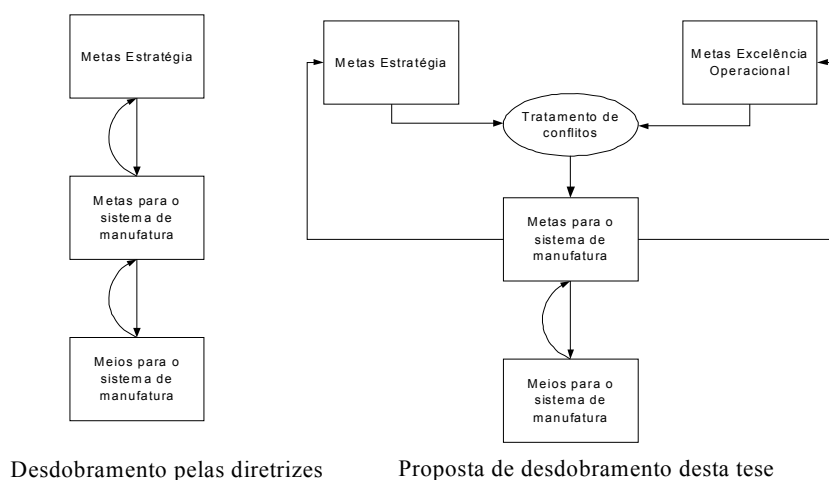 Metas Estratégia
Metas para o
sistema de
manufatura
Meios para o
sistema de
manufatura
Desdobramento pelas diretrizes
Metas Estratégia
Metas Excelência
Operacional
Tratamento de
conflitos
Metas para o
sistema de
manufatura
Meios para o
sistema de
manufatura
Proposta de desdobramento desta tese